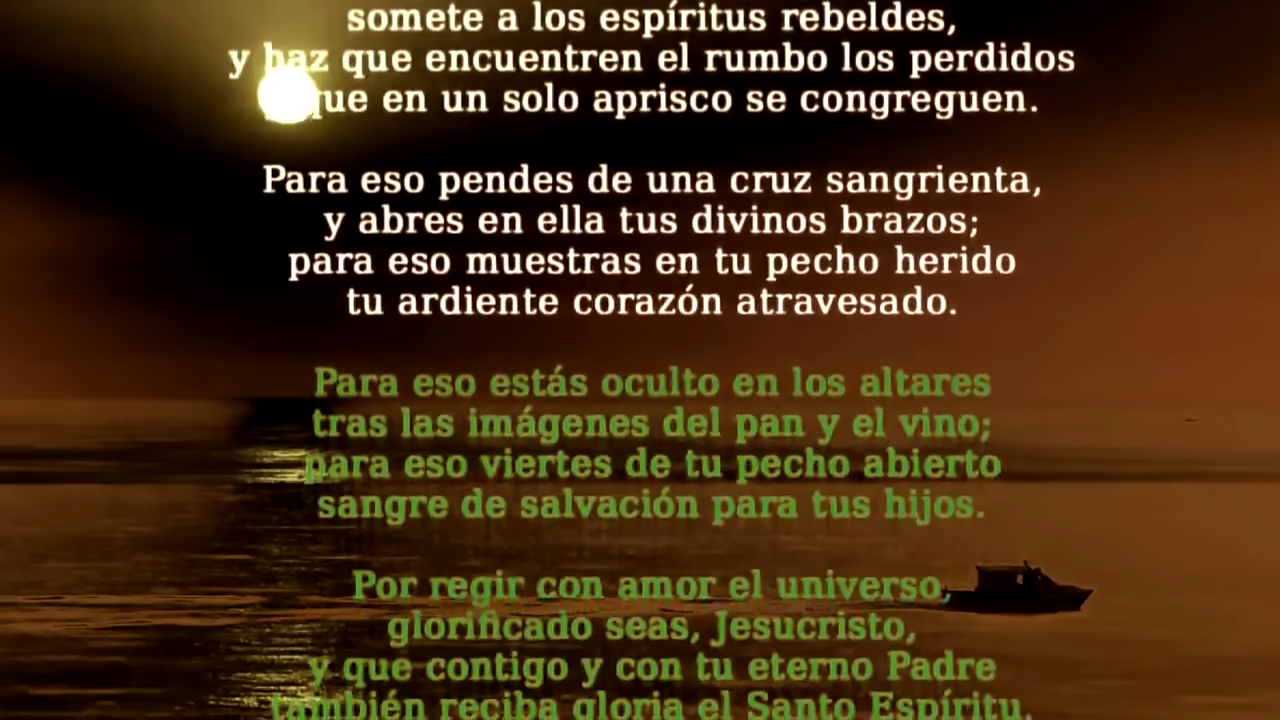 somete a los espíritus rebeldes,
y haz que encuentren el rumbo los perdidos
que en un solo aprisco se congreguen.
Para eso pendes de una cruz sangrienta,
y abres en ella tus divinos brazos;
para eso muestras en tu pecho herido
tu ardiente corazón atravesado.
Para eso estás oculto en los altares
tras las imágenes del pan y el vino;
para eso viertes de tu pecho abierto
sangre de salvación para tus hijos.
Por regir con amor el universo,
glorificado seas, Jesucristo,
y que contigo y con tu eterno Padre
también reciba gloria el Santo Espíritu.